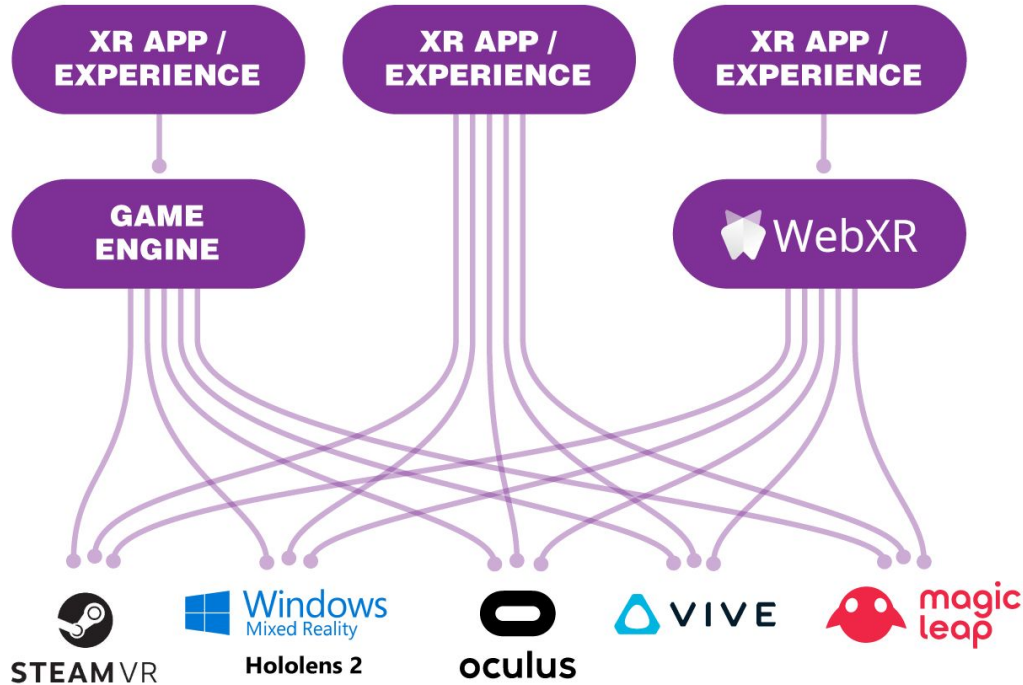 XR APP /
EXPERIENCE
XR APP /
EXPERIENCE
XR APP /
EXPERIENCE
GAME
ENGINE
WebXR
STEAMVR
Windows
Mixed Reality
Hololens 2
oculus
VIVE
magic
leap